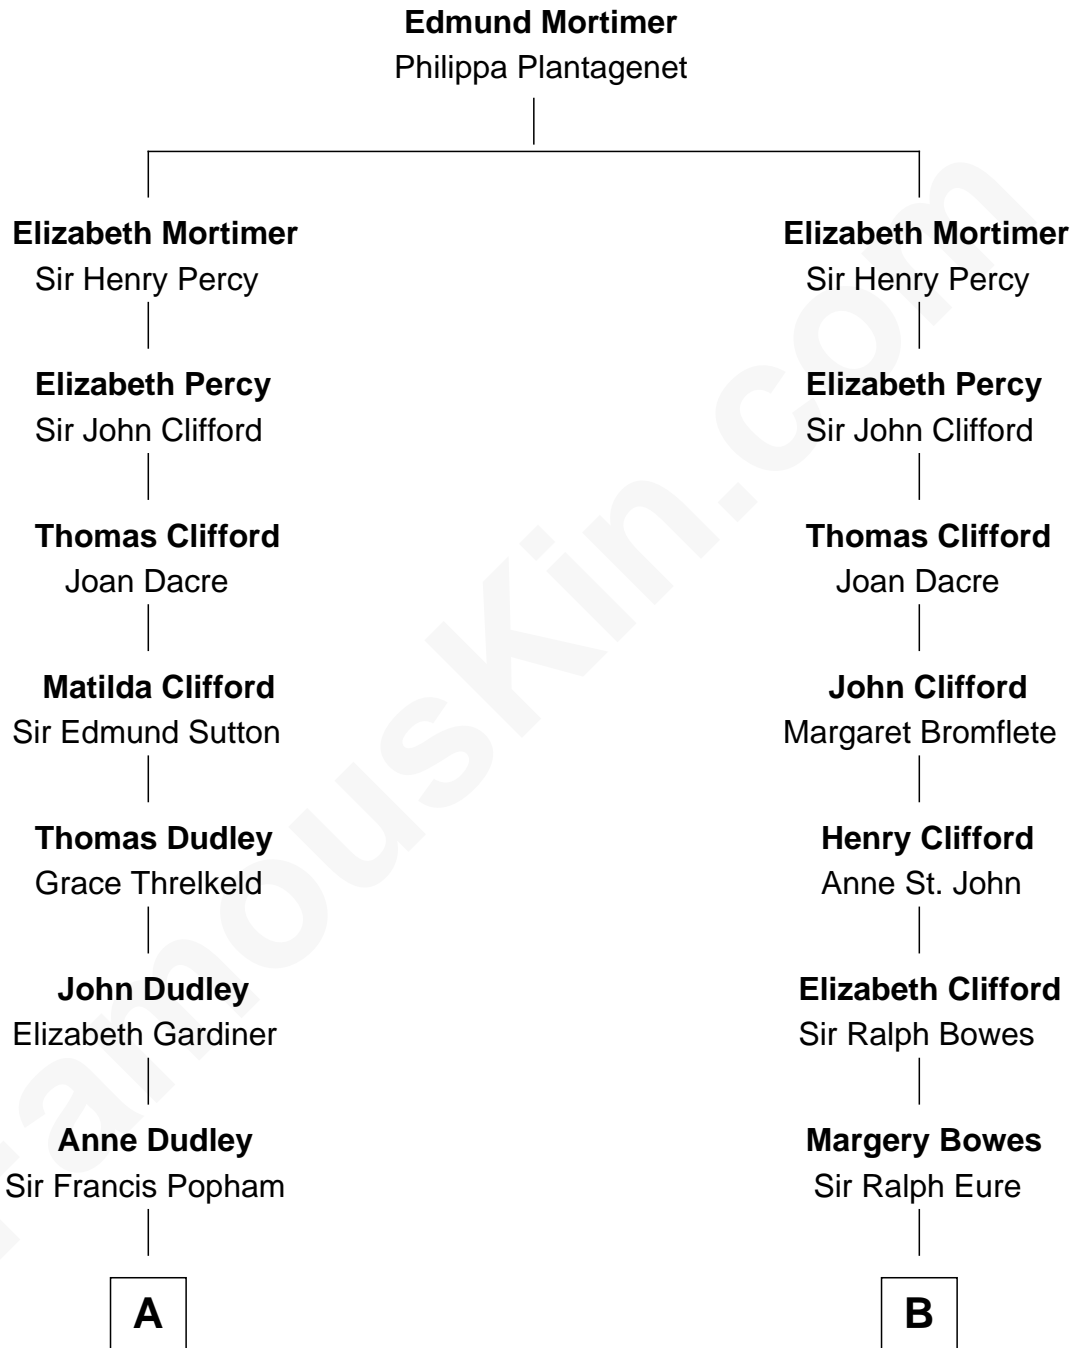 Edmund Mortimer
Philippa Plantagenet
Elizabeth Mortimer
Sir Henry Percy
Elizabeth Percy
Sir John Clifford
Thomas Clifford
Joan Dacre
Matilda Clifford
Sir Edmund Sutton
Thomas Dudley
Grace Threlkeld
John Dudley
Elizabeth Gardiner
Anne Dudley
Sir Francis Popham
A
Elizabeth Mortimer
Sir Henry Percy
Elizabeth Percy
Sir John Clifford
Thomas Clifford
Joan Dacre
John Clifford
Margaret Bromflete
Henry Clifford
Anne St. John
Elizabeth Clifford
Sir Ralph Bowes
Margery Bowes
Sir Ralph Eure
B
FamousKin.com